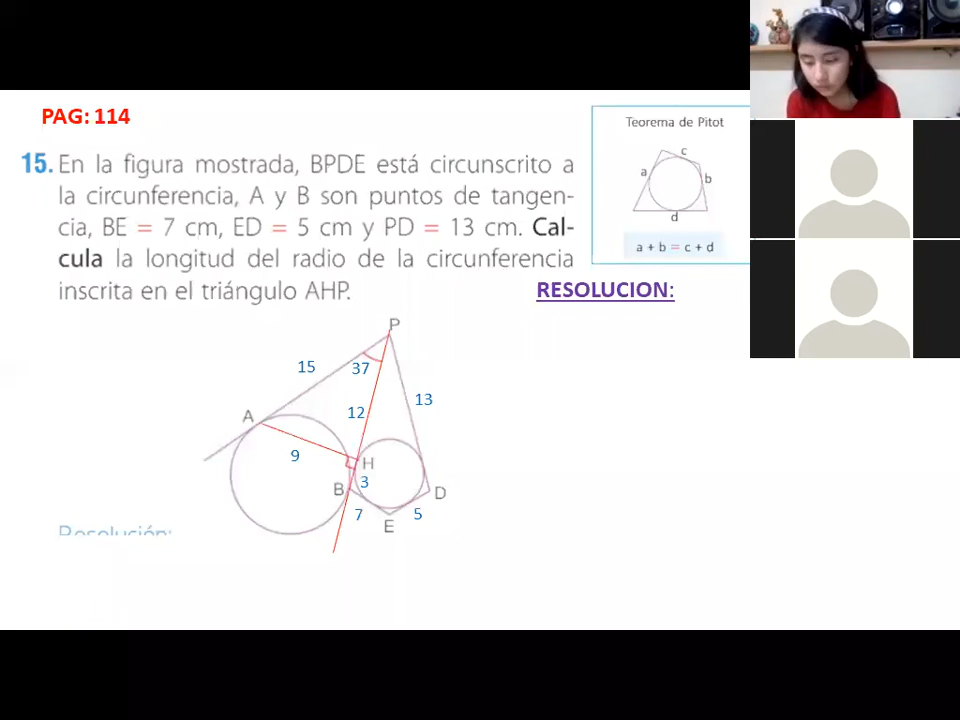 PAG: 114
15. En la figura mostrada, BPDE está circunscrito a
la circunferencia, A y B son puntos de tangen-
cia, BE = 7 cm, ED = 5 cm y PD = 13 cm. Cal-
cula la longitud del radio de la circunferencia
inscrita en el triángulo AHP.
Teorema de Pitot
c
a
b
d
a + b = c + d
RESOLUCION:
P
15
37
13
A
12
9
H
3
B
D
7
5
E
Resolución: